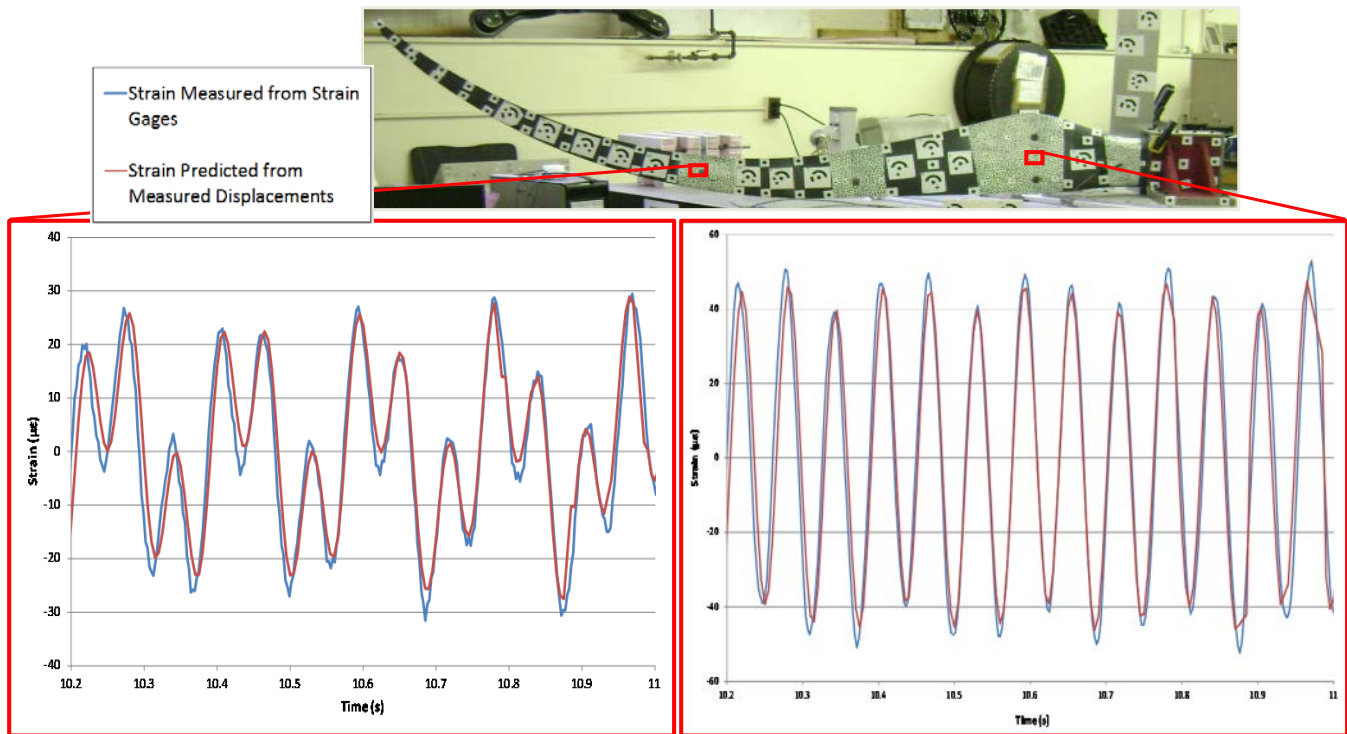 Strain Measured from Strain
Gages
Strain Predicted from
Measured Displacements
40
30
20
10
0
-10
-20
-30
-40
Strain (με)
10.2 10.3 10.4 10.5 10.6 10.7 10.8 10.9 11
Time (s)
60
40
20
0
-20
-40
-60
Strain (με)
10.2 10.3 10.4 10.5 10.6 10.7 10.8 10.9 11
Time (s)